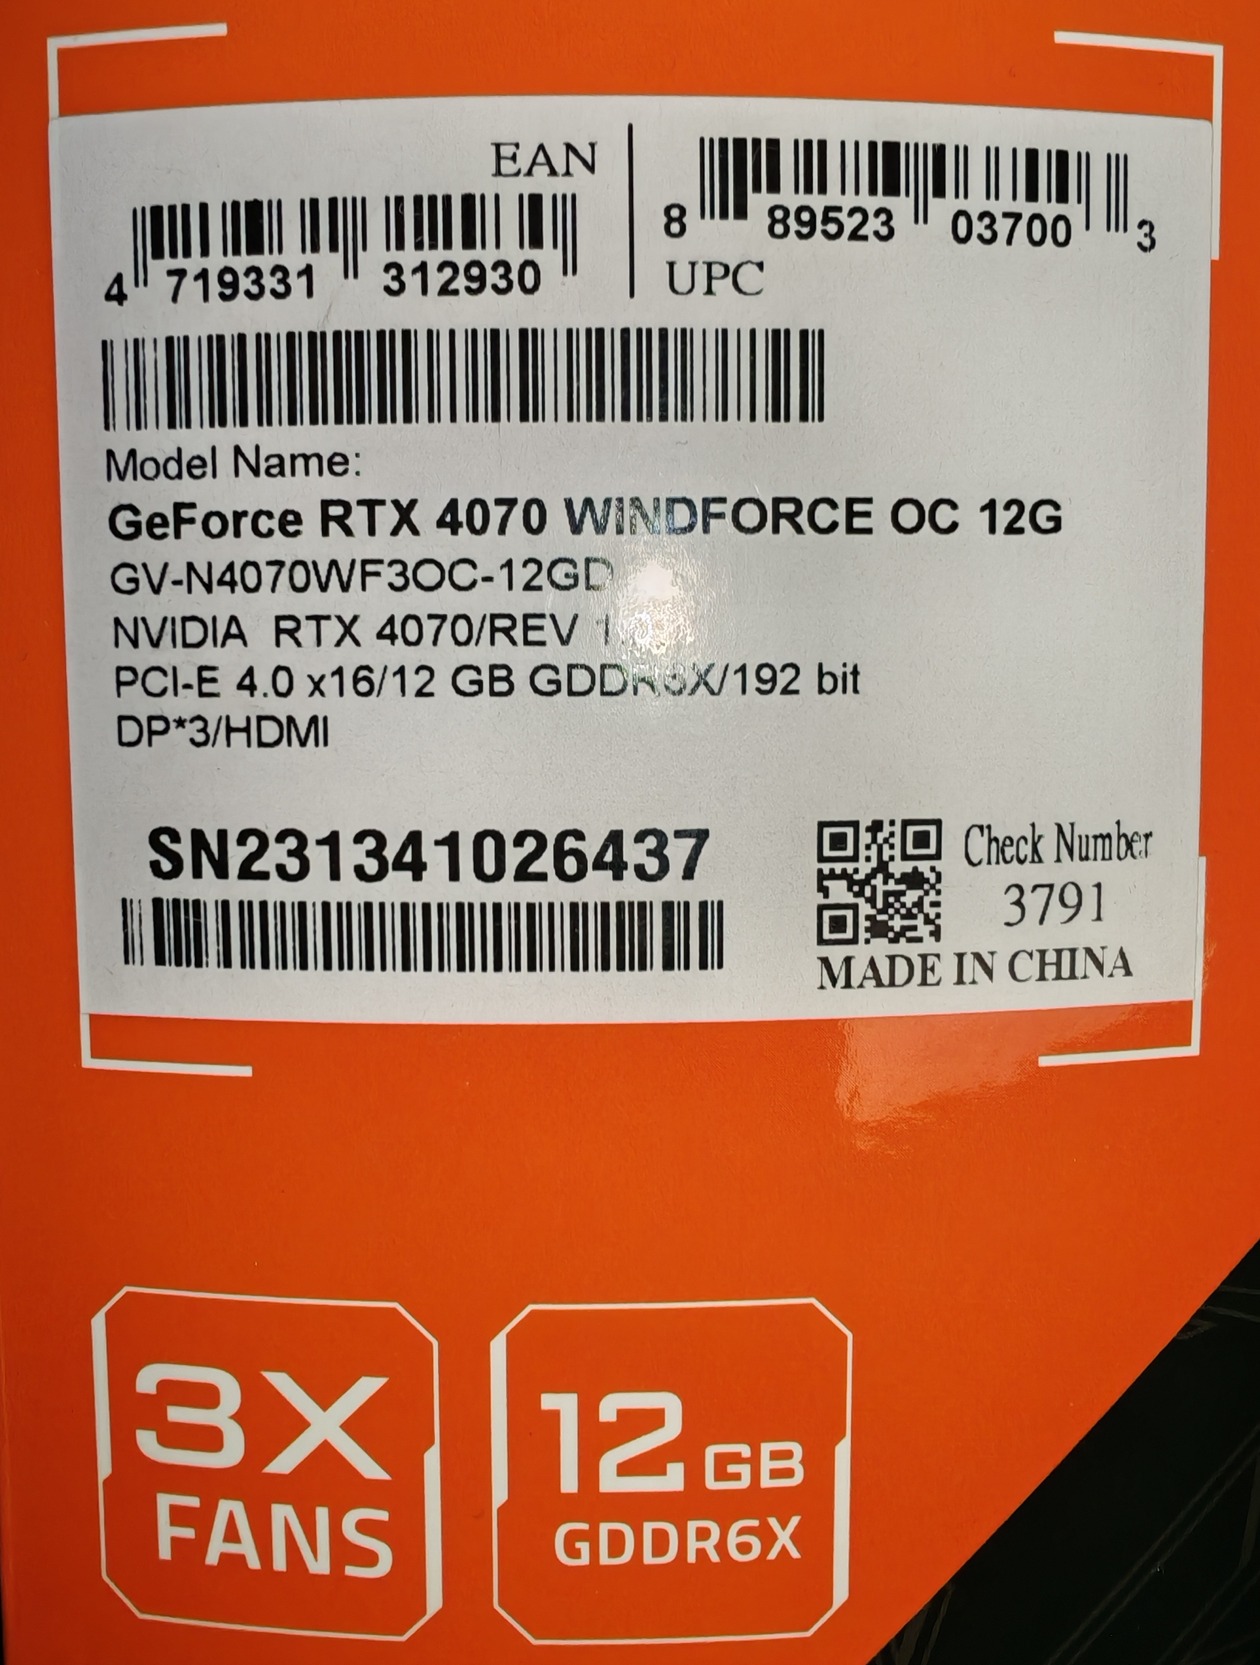 EAN
4 719331 312930
8 89523 03700 3
UPC
Model Name:
GeForce RTX 4070 WINDFORCE OC 12G
GV-N4070WF3OC-12GD
NVIDIA RTX 4070/REV
PCI-E 4.0 x16/12 GB GDDR6X/192 bit
DP*3/HDMI
SN231341026437
Check Number
3791
MADE IN CHINA
3X
FANS
12 GB
GDDR6X